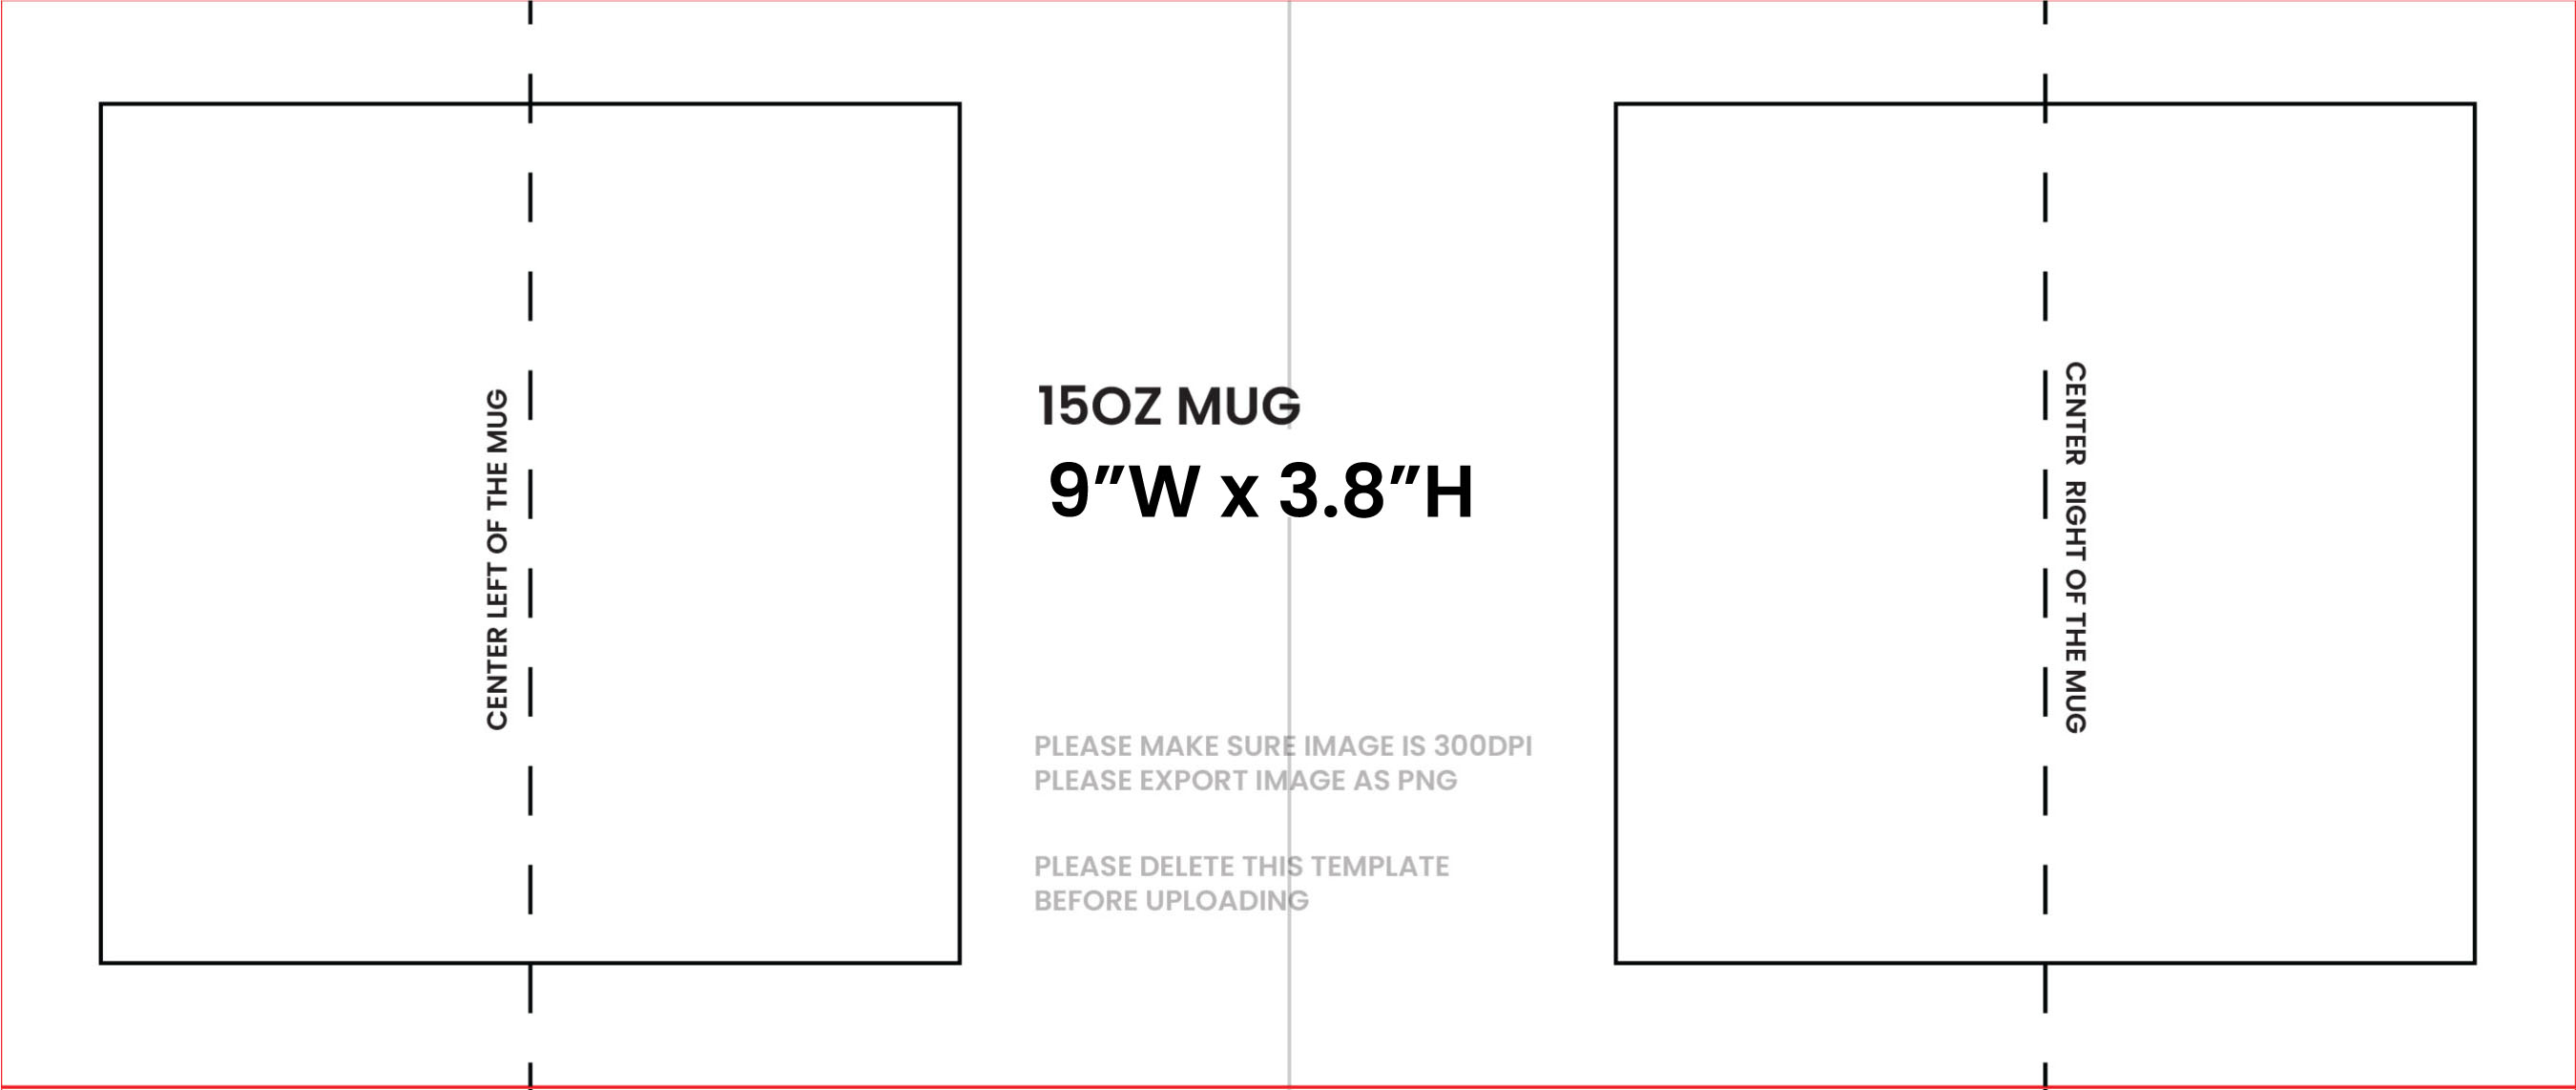 CENTER LEFT OF THE MUG
15OZ MUG
9”W x 3.8”H
PLEASE MAKE SURE IMAGE IS 300DPI
PLEASE EXPORT IMAGE AS PNG
PLEASE DELETE THIS TEMPLATE
BEFORE UPLOADING
CENTER RIGHT OF THE MUG